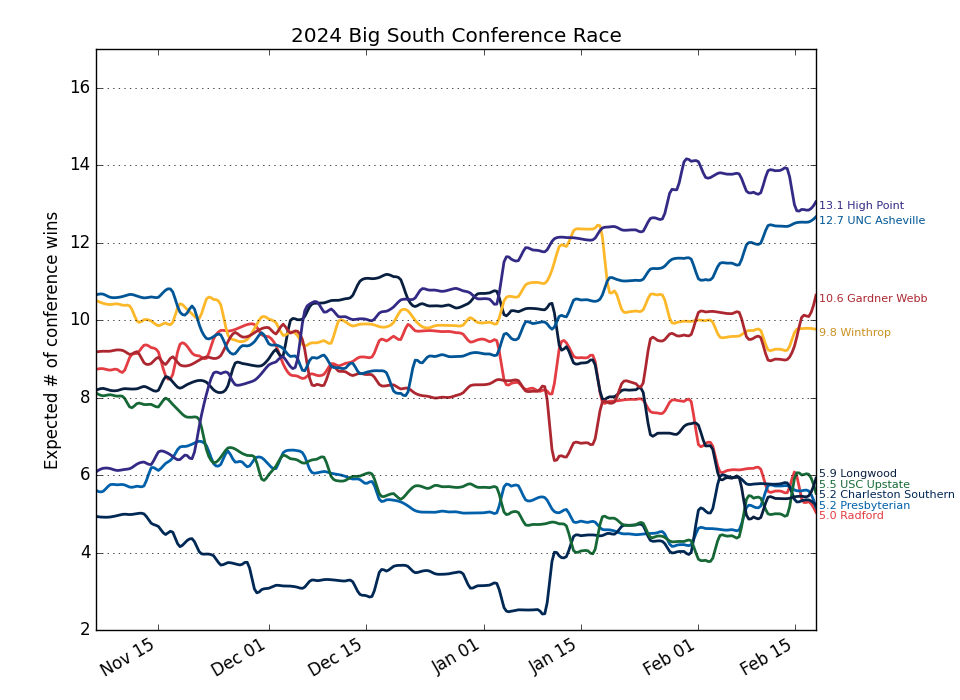 2024 Big South Conference Race
Expected # of conference wins
16
14
12
10
8
6
4
2
13.1 High Point
12.7 UNC Asheville
10.6 Gardner Webb
9.8 Winthrop
5.9 Longwood
5.5 USC Upstate
5.2 Charleston Southern
5.2 Presbyterian
5.0 Radford
Nov 15
Dec 01
Dec 15
Jan 01
Jan 15
Feb 01
Feb 15